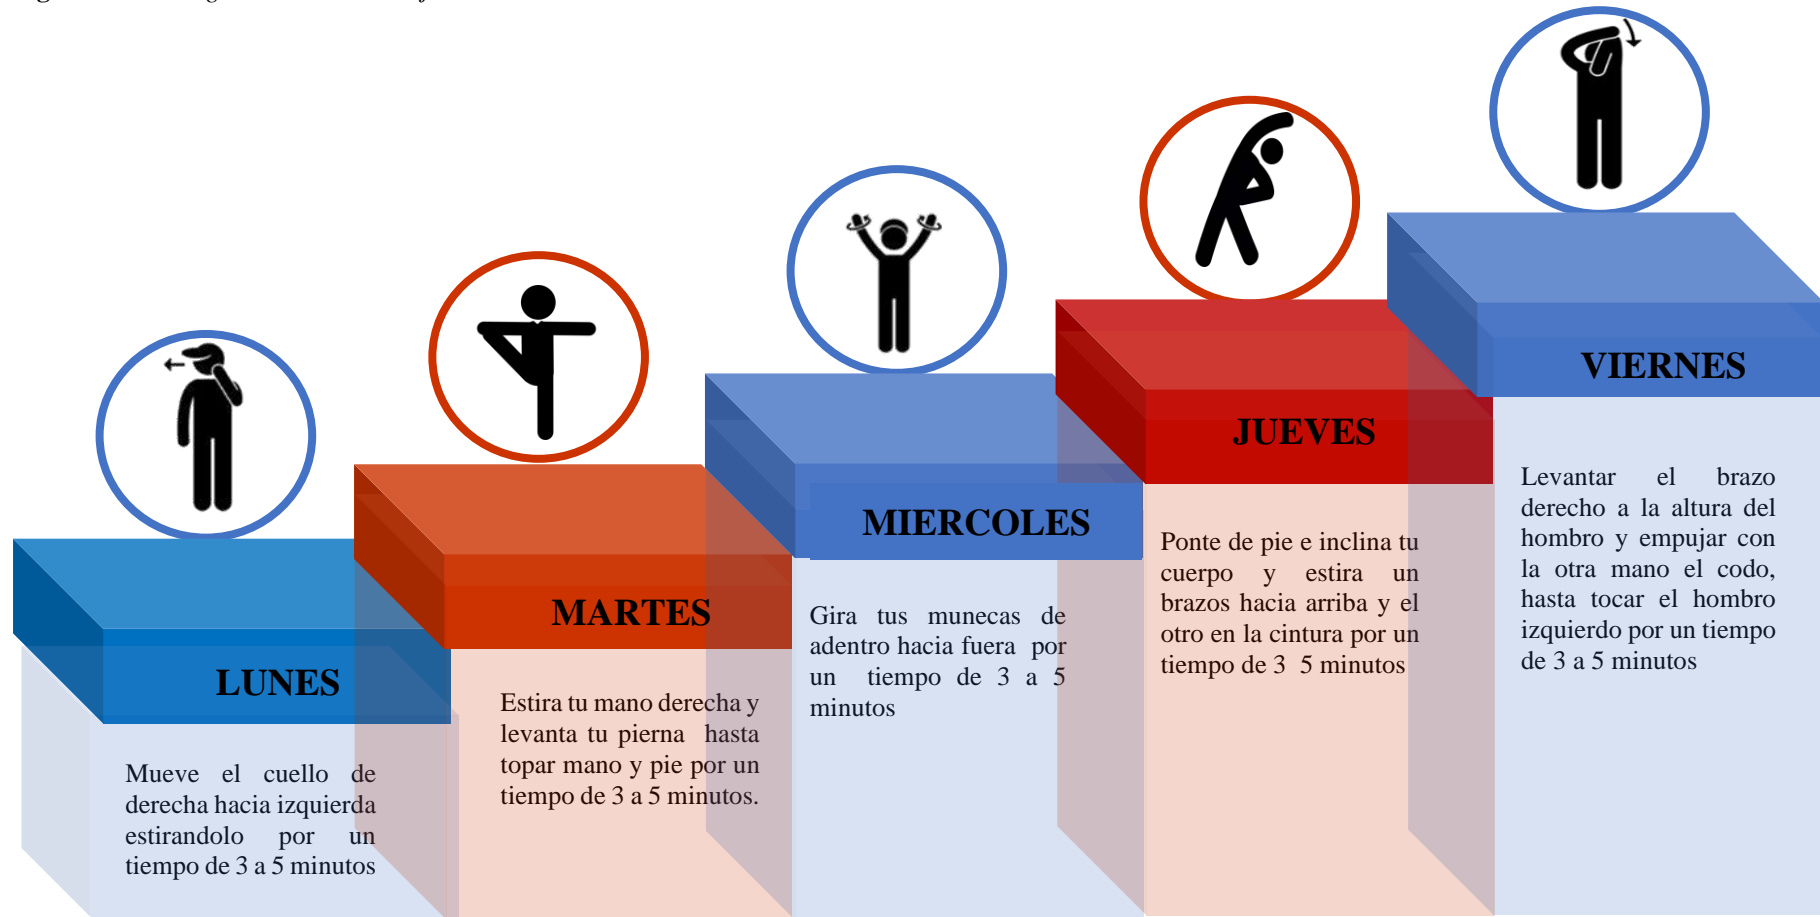 LUNES
Mueve el cuello de
derecha hacia izquierda
estirandolo por un
tiempo de 3 a 5 minutos
MARTES
Estira tu mano derecha y
levanta tu pierna hasta
topar mano y pie por un
tiempo de 3 a 5 minutos.
MIERCOLES
Gira tus munecas de
adentro hacia fuera por
un tiempo de 3 a 5
minutos
JUEVES
Ponte de pie e inclina tu
cuerpo y estira un
brazos hacia arriba y el
otro en la cintura por un
tiempo de 3 5 minutos
VIERNES
Levantar el brazo
derecho a la altura del
hombro y empujar con
la otra mano el codo,
hasta tocar el hombro
izquierdo por un tiempo
de 3 a 5 minutos